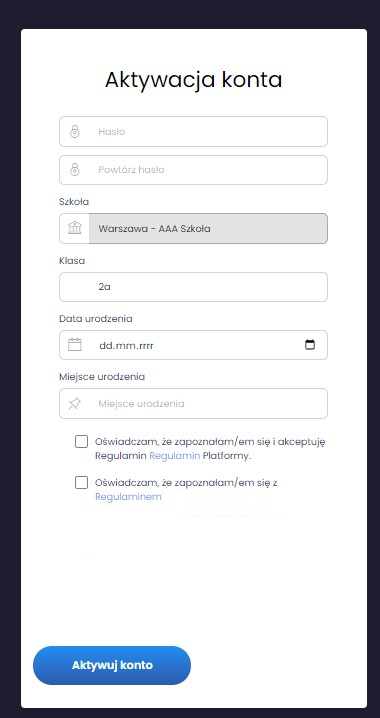 Aktywacja konta
Hasło
Powtórz hasło
Szkoła
Warszawa - AAA Szkoła
Klasa
2a
Data urodzenia
dd.mm.rrrr
Miejsce urodzenia
Miejsce urodzenia
Oświadczam, że zapoznałam/em się i akceptuję
Regulamin Regulamin Platformy.
Oświadczam, że zapoznałam/em się z
Regulaminem
Aktywuj konto